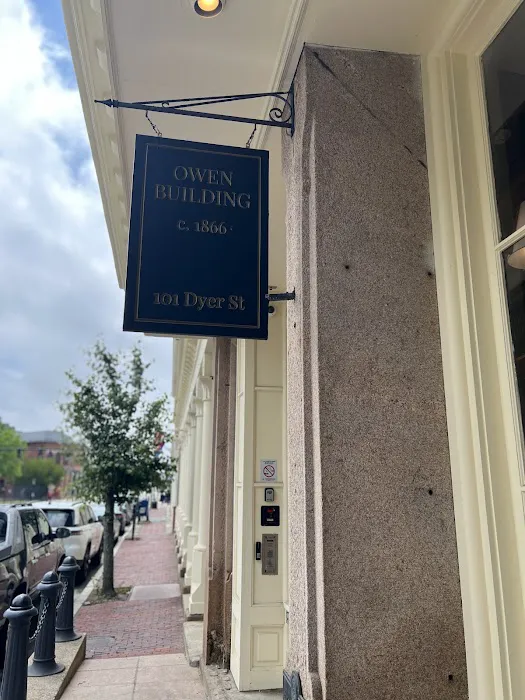 OWEN
BUILDING
c. 1866
101 Dyer St